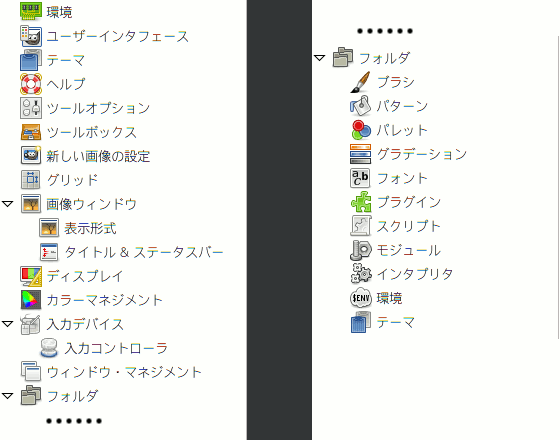 環境
ユーザーインタフェース
テーマ
ヘルプ
ツールオプション
ツールボックス
新しい画像の設定
グリッド
画像ウィンドウ
表示形式
タイトル & ステータスバー
ディスプレイ
カラーマネジメント
入力デバイス
入力コントローラ
ウィンドウ・マネジメント
フォルダ
••••••
••••••
フォルダ
ブラシ
パターン
パレット
グラデーション
フォント
プラグイン
スクリプト
モジュール
インタプリタ
環境
テーマ